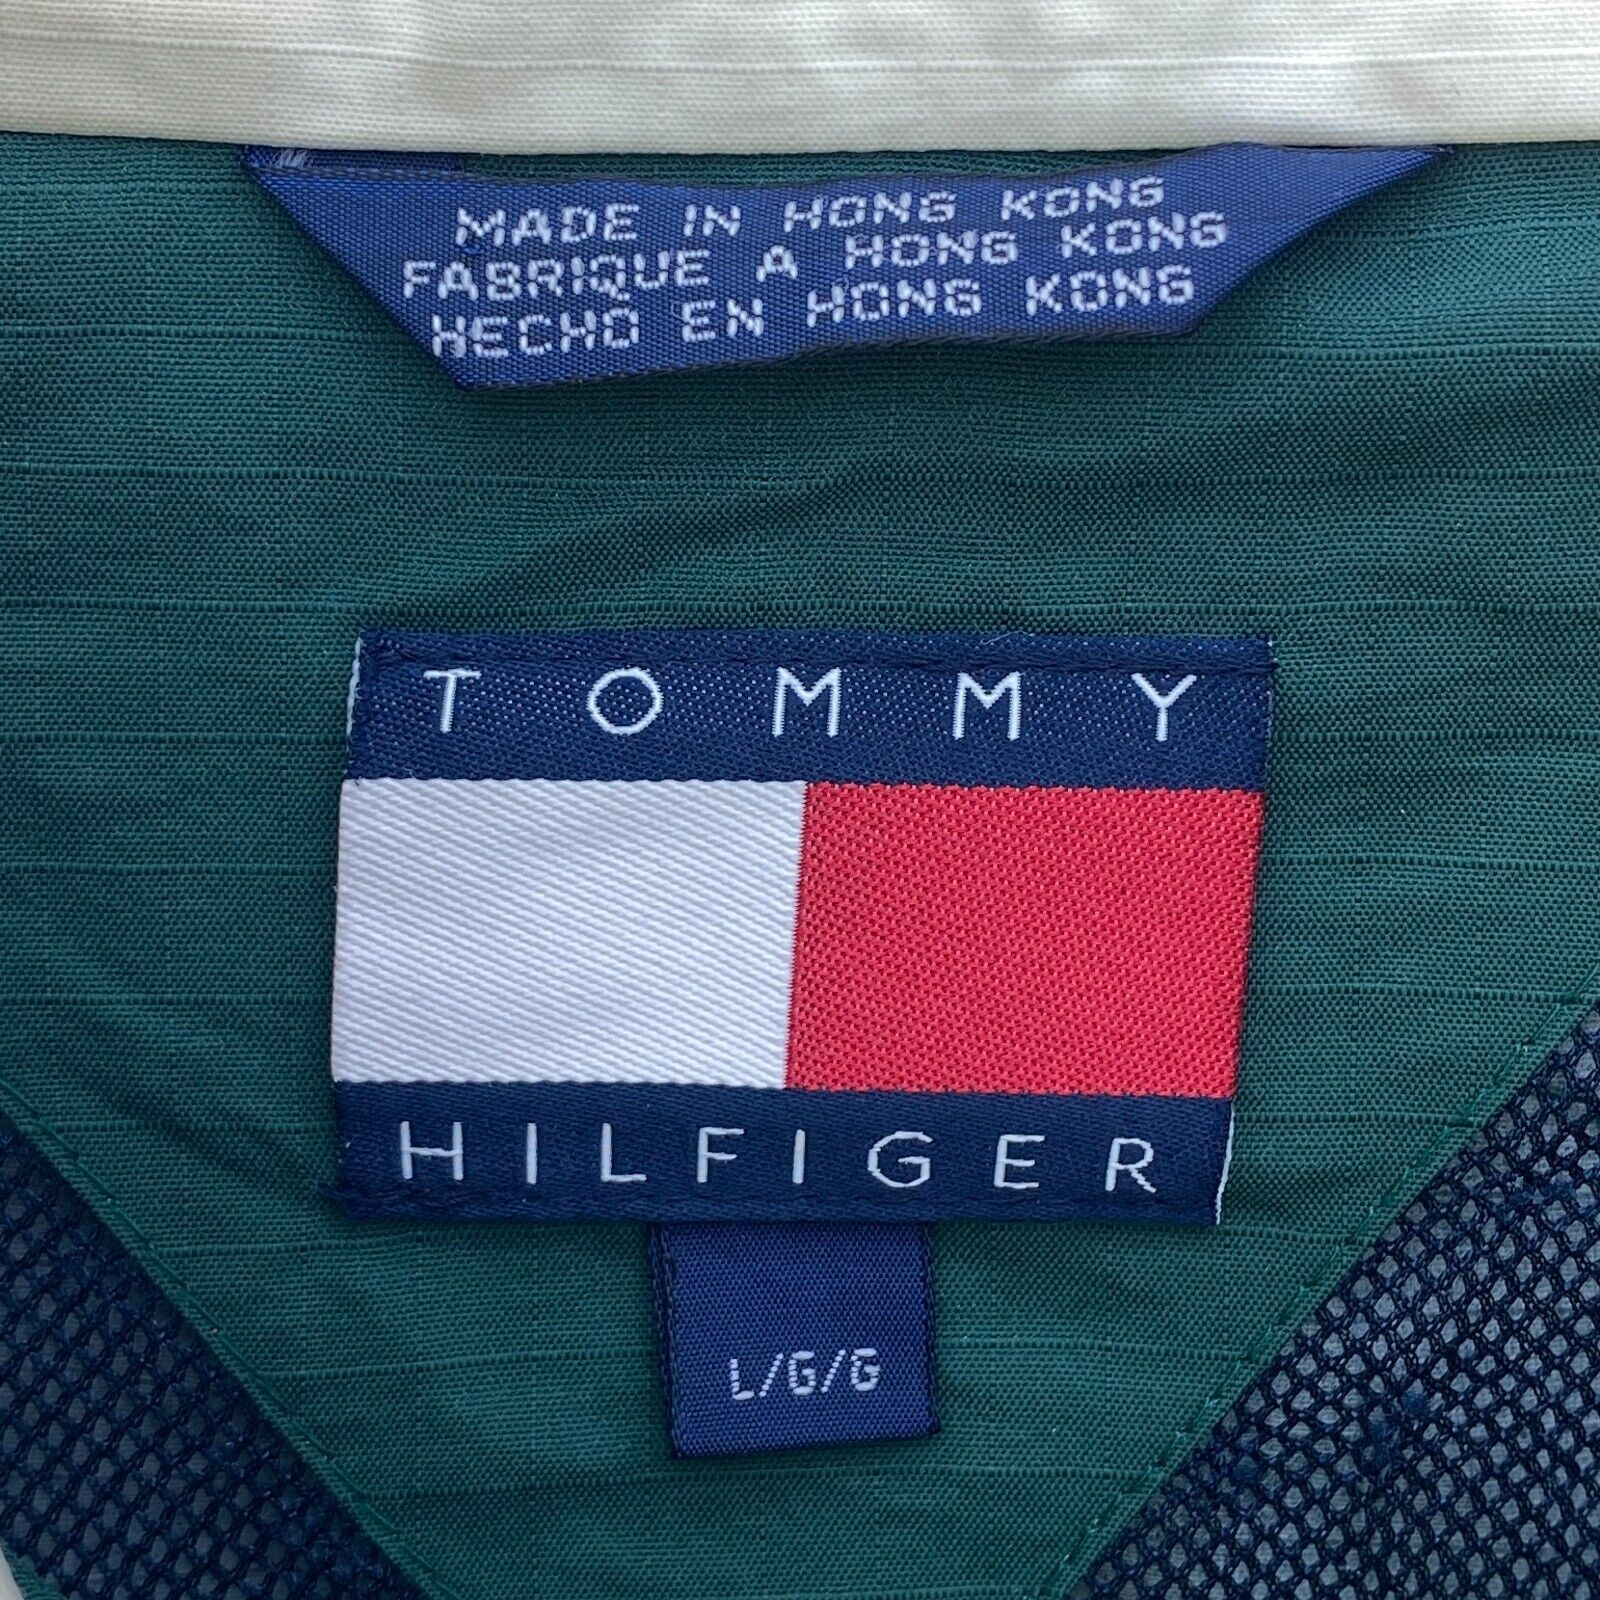 MADE IN HONG KONG
FABRIQUE A HONG KONG
HECHO EN HONG KONG
TOMMY
HILFIGER
L/G/G